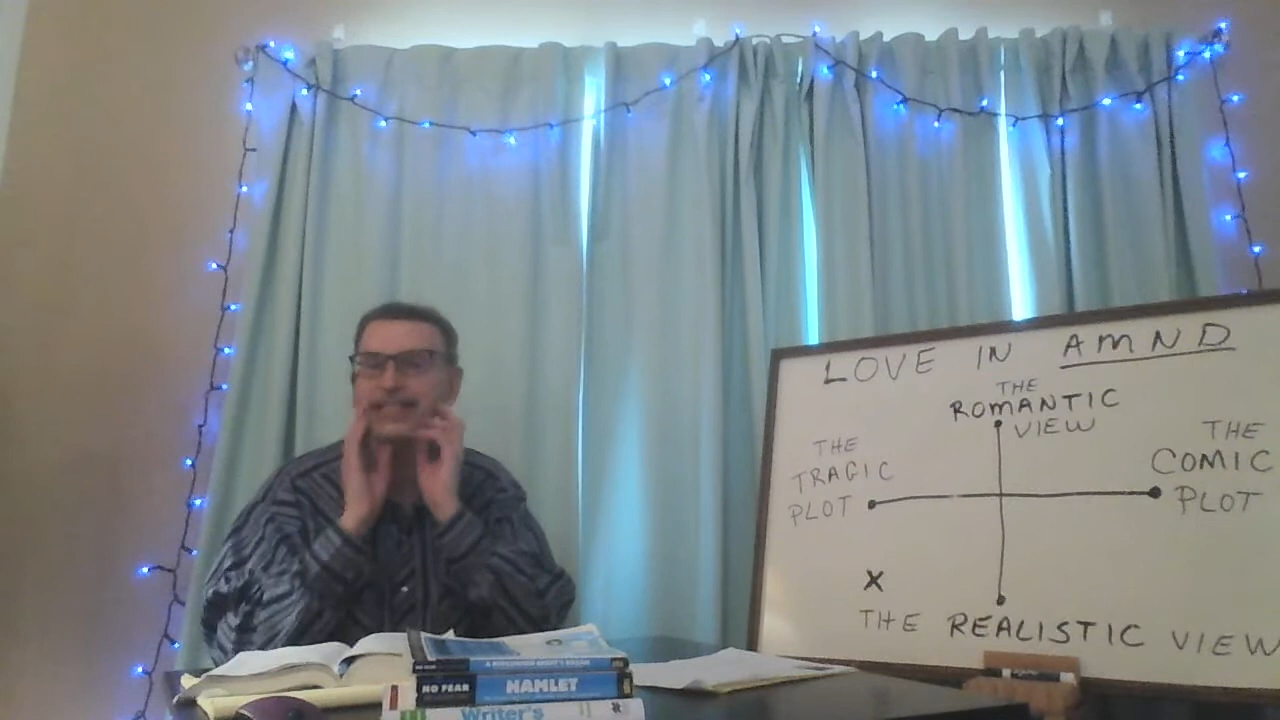 LOVE IN AMND
THE
ROMANTIC
VIEW
THE
TRAGIC
PLOT
THE
COMIC
PLOT
X
THE REALISTIC VIEW
A MIDSUMMER NIGHT'S DREAM
NO FEAR HAMLET
Writer's